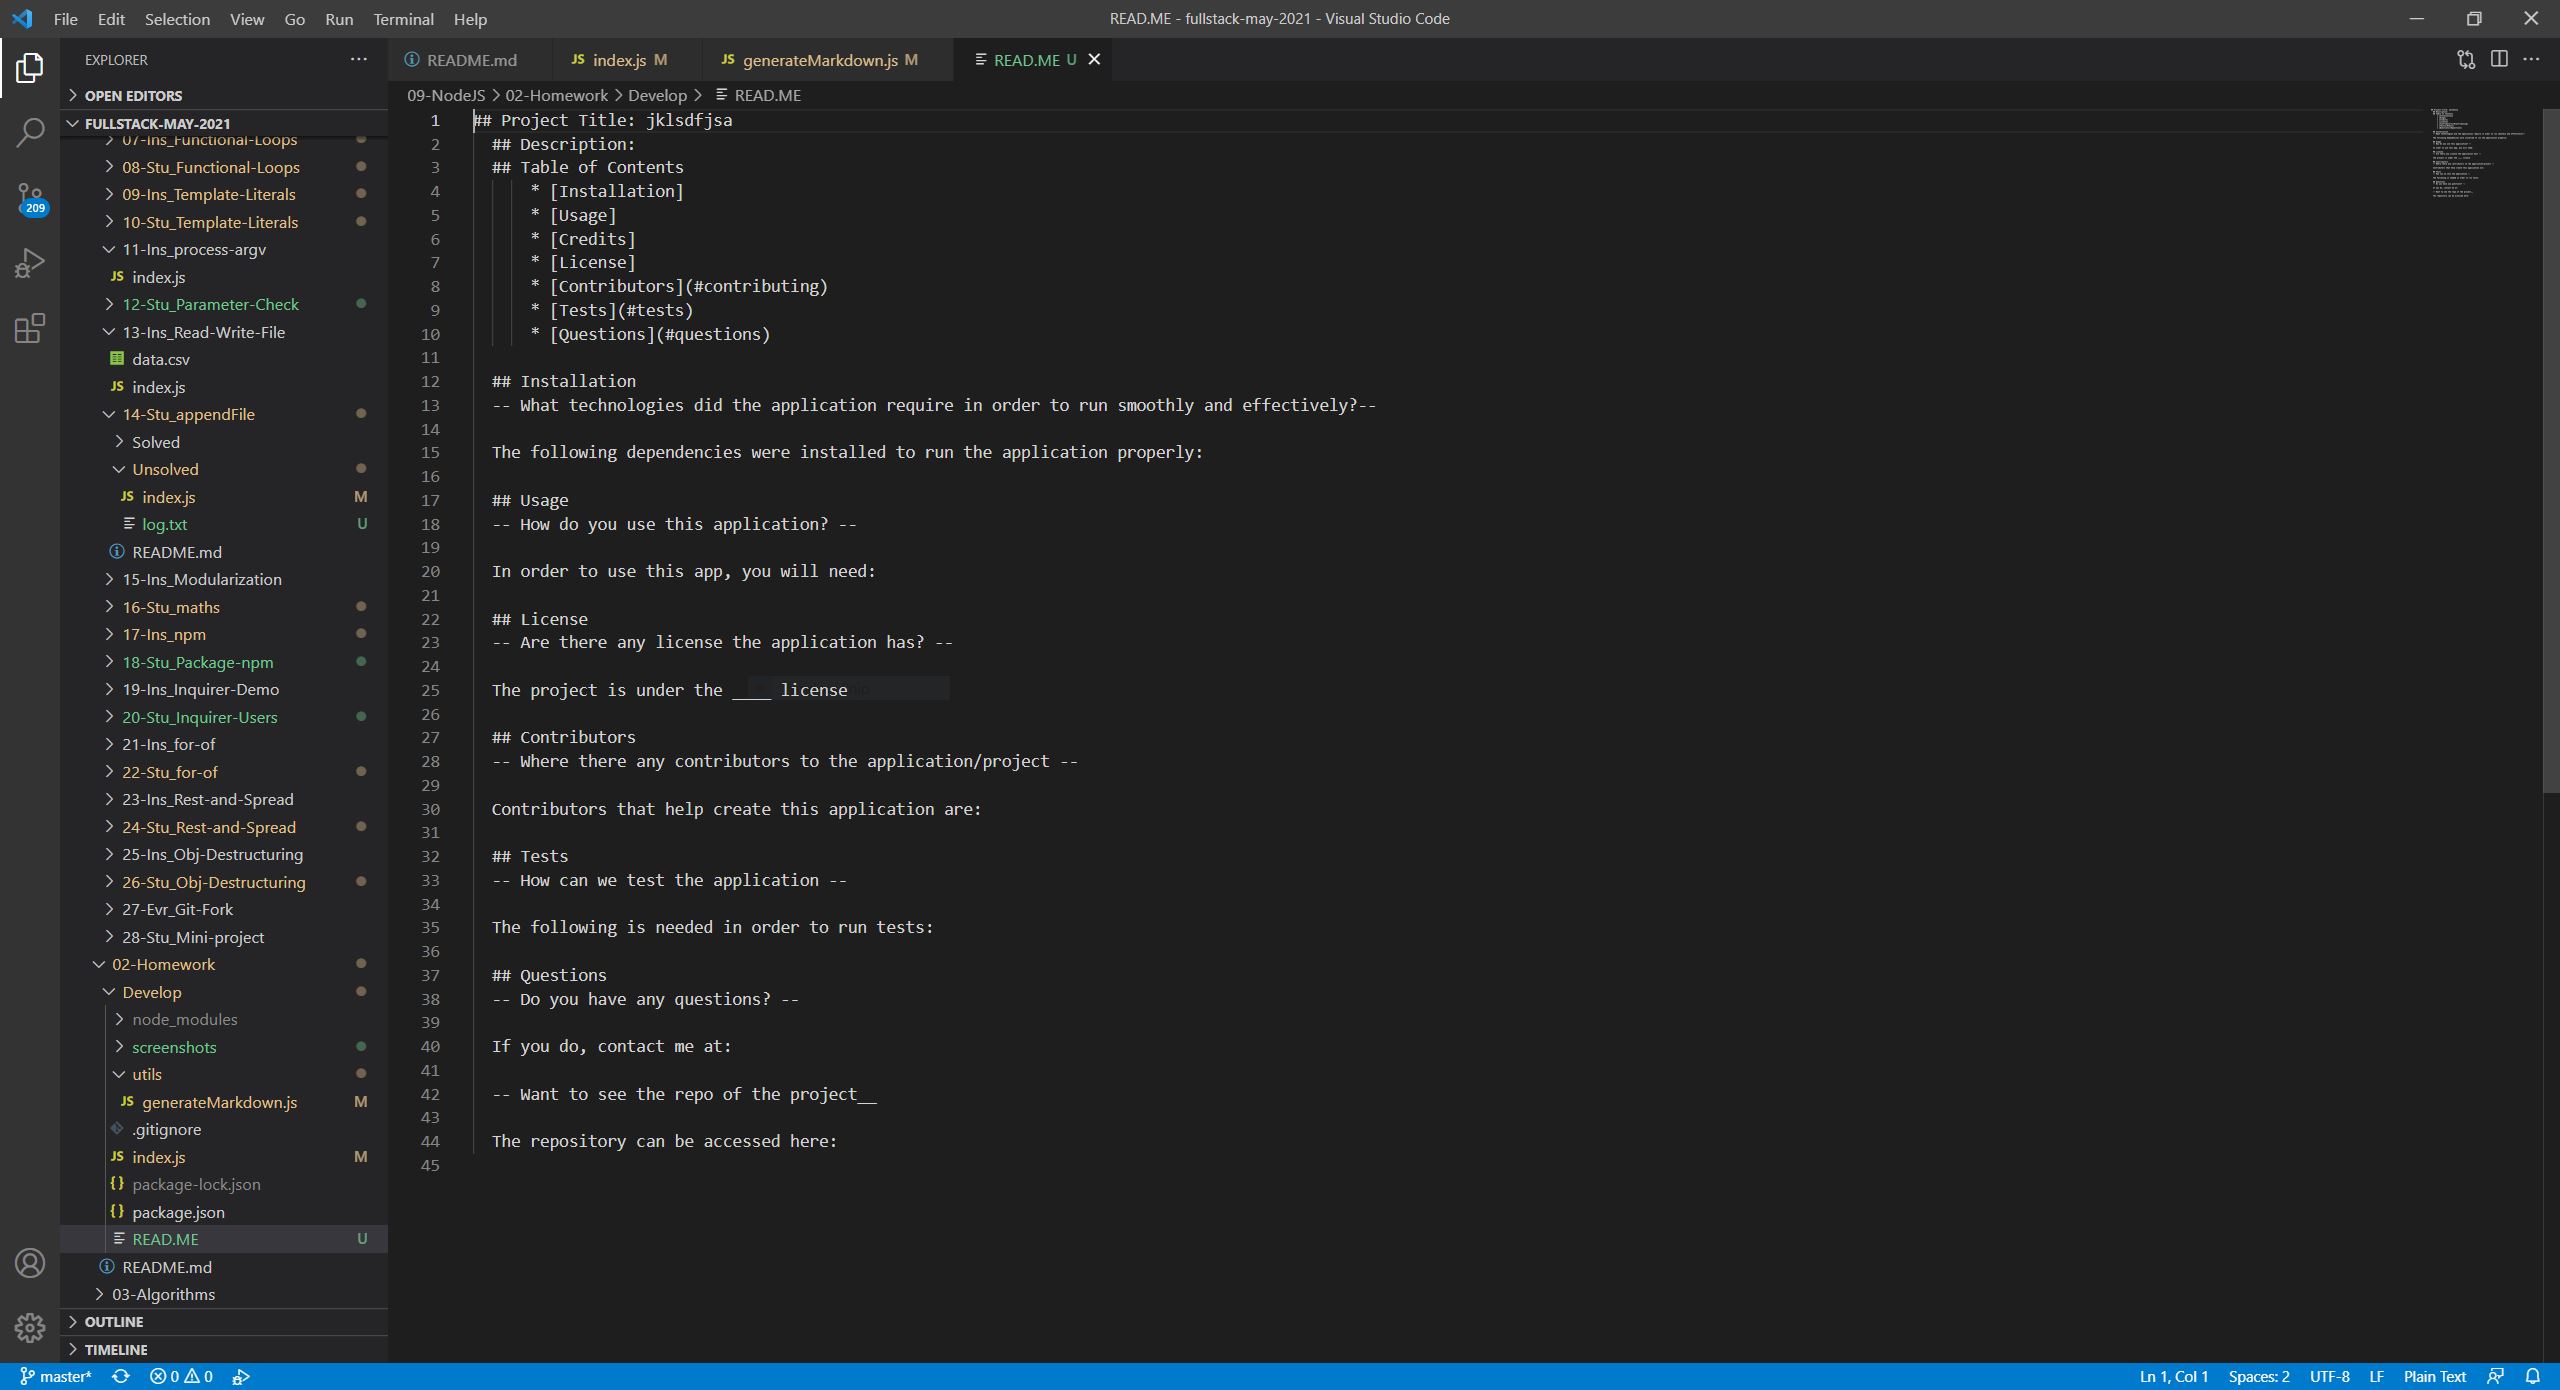 File Edit Selection View Go Run Terminal Help
READ.ME - fullstack-may-2021 - Visual Studio Code
EXPLORER
OPEN EDITORS
FULLSTACK-MAY-2021
07-Ins_Functional-Loops
08-Stu_Functional-Loops
09-Ins_Template-Literals
10-Stu_Template-Literals
11-Ins_process-argv
JS index.js
12-Stu_Parameter-Check
13-Ins_Read-Write-File
data.csv
JS index.js
14-Stu_appendFile
Solved
Unsolved
JS index.js M
log.txt U
README.md
15-Ins_Modularization
16-Stu_maths
17-Ins_npm
18-Stu_Package-npm
19-Ins_Inquirer-Demo
20-Stu_Inquirer-Users
21-Ins_for-of
22-Stu_for-of
23-Ins_Rest-and-Spread
24-Stu_Rest-and-Spread
25-Ins_Obj-Destructuring
26-Stu_Obj-Destructuring
27-Evr_Git-Fork
28-Stu_Mini-project
02-Homework
Develop
node_modules
screenshots
utils
JS generateMarkdown.js M
.gitignore
JS index.js M
{} package-lock.json
{} package.json
READ.ME U
README.md
03-Algorithms
OUTLINE
TIMELINE
209
README.md JS index.js M JS generateMarkdown.js M READ.ME U
09-NodeJS > 02-Homework > Develop > READ.ME
1 ## Project Title: jklsdfjsa
2 ## Description:
3 ## Table of Contents
4 * [Installation]
5 * [Usage]
6 * [Credits]
7 * [License]
8 * [Contributors](#contributing)
9 * [Tests](#tests)
10 * [Questions](#questions)
11
12 ## Installation
13 -- What technologies did the application require in order to run smoothly and effectively?--
14
15 The following dependencies were installed to run the application properly:
16
17 ## Usage
18 -- How do you use this application? --
19
20 In order to use this app, you will need:
21
22 ## License
23 -- Are there any license the application has? --
24
25 The project is under the ____ license
26
27 ## Contributors
28 -- Where there any contributors to the application/project --
29
30 Contributors that help create this application are:
31
32 ## Tests
33 -- How can we test the application --
34
35 The following is needed in order to run tests:
36
37 ## Questions
38 -- Do you have any questions? --
39
40 If you do, contact me at:
41
42 -- Want to see the repo of the project__
43
44 The repository can be accessed here:
45
master* 0 0 Ln 1, Col 1 Spaces: 2 UTF-8 LF Plain Text